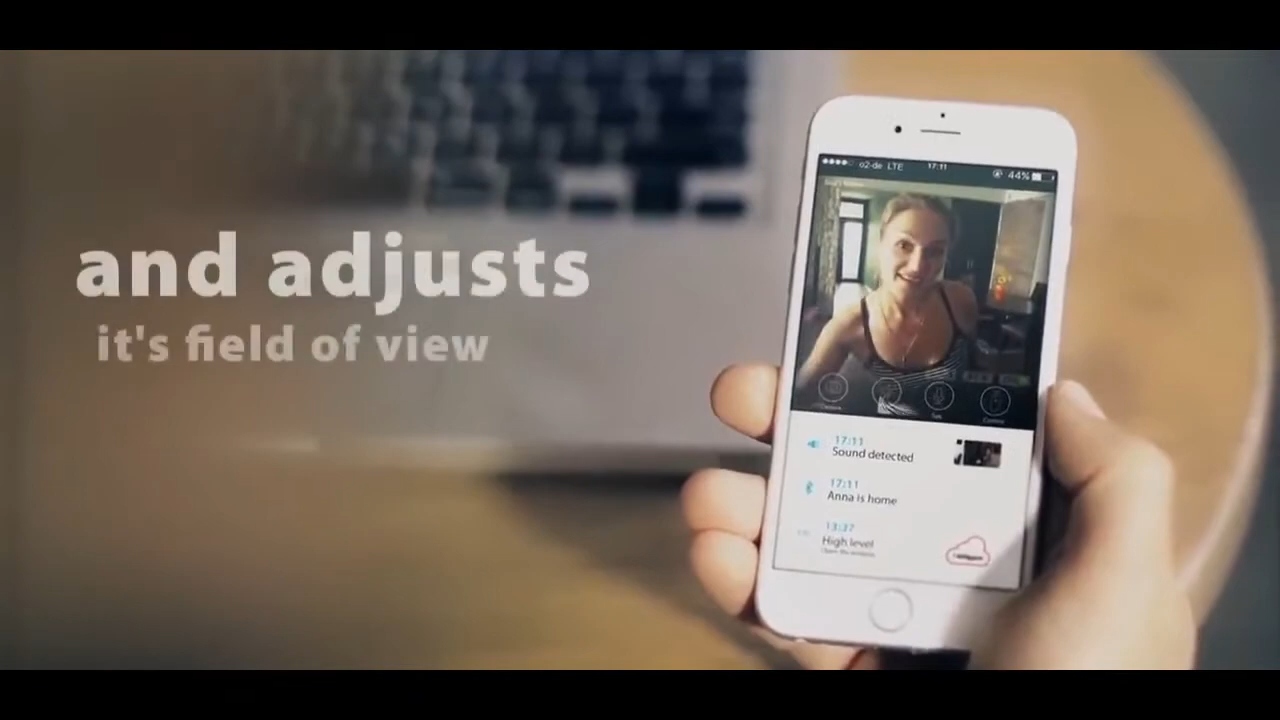 and adjusts
it's field of view
o2-de LTE 17:11 44%
17:11
Sound detected
17:11
Anna is home
13:37
High level